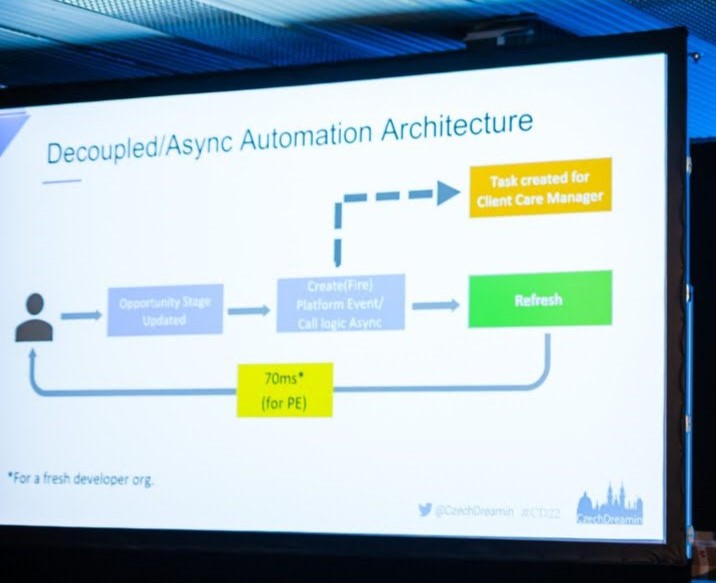 Decoupled/Async Automation Architecture
Task created for
Client Care Manager
Opportunity Stage
Updated
Create(Fire)
Platform Event/
Call logic Async
Refresh
70ms*
(for PE)
*For a fresh developer org.
@CzechDreamin #CD22
CzechDreamin